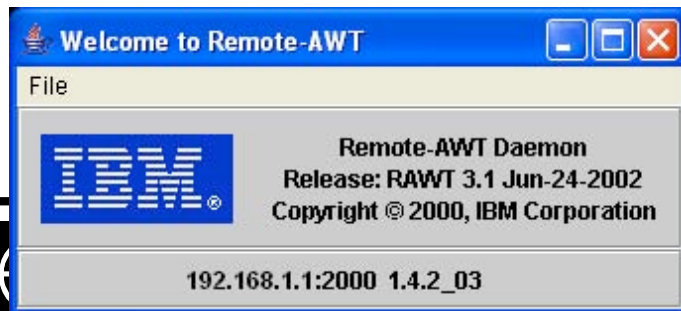 Welcome to Remote-AWT
File
IBM®
Remote-AWT Daemon
Release: RAWT 3.1 Jun-24-2002
Copyright © 2000, IBM Corporation
192.168.1.1:2000 1.4.2_03